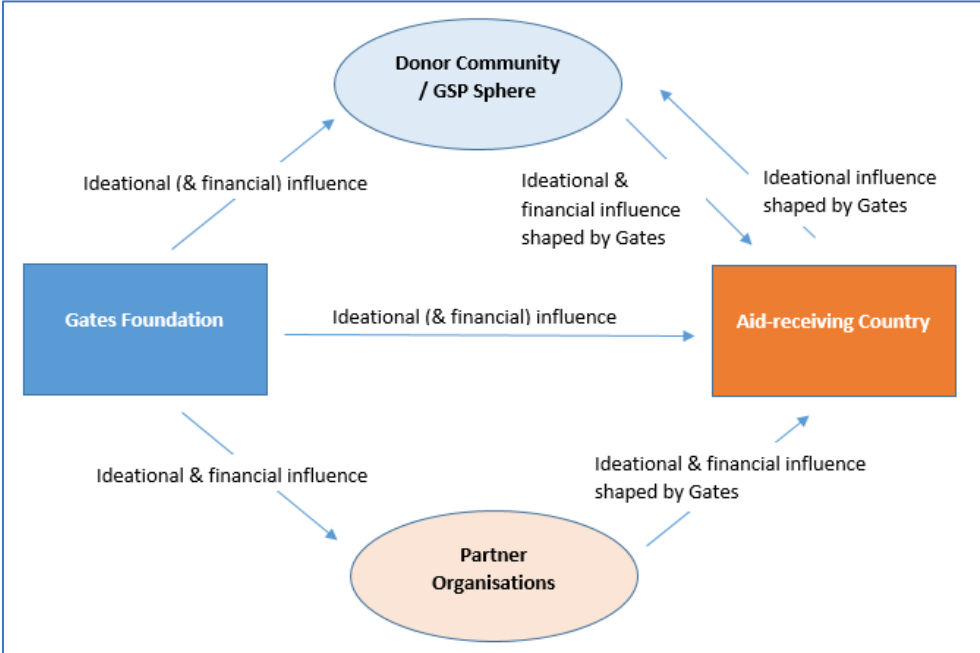 Donor Community
/ GSP Sphere
Ideational (& financial) influence
Ideational &
financial influence
shaped by Gates
Ideational influence
shaped by Gates
Gates Foundation
Ideational (& financial) influence
Aid-receiving Country
Ideational & financial influence
Ideational & financial influence
shaped by Gates
Partner
Organisations